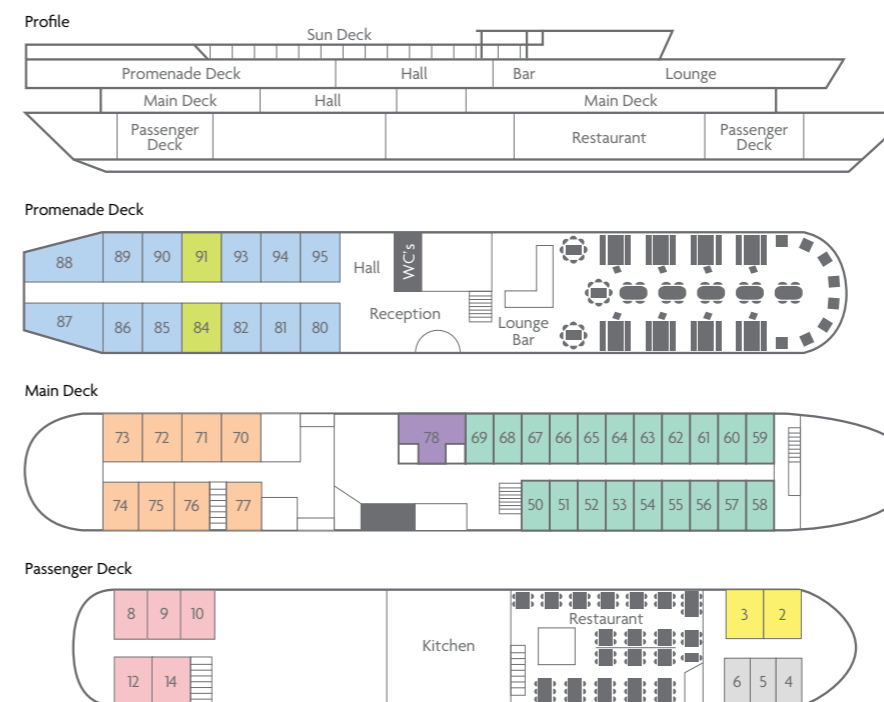 Profile
Sun Deck
Promenade Deck Hall Bar Lounge
Main Deck Hall Main Deck
Passenger Deck Restaurant Passenger Deck
Promenade Deck
88 89 90 91 93 94 95
Hall WC's
Reception
Lounge
Bar
87 86 85 84 82 81 80
Main Deck
73 72 71 70 78 69 68 67 66 65 64 63 62 61 60 59
74 75 76 77 50 51 52 53 54 55 56 57 58
Passenger Deck
8 9 10 Restaurant 3 2
Kitchen
12 14 6 5 4